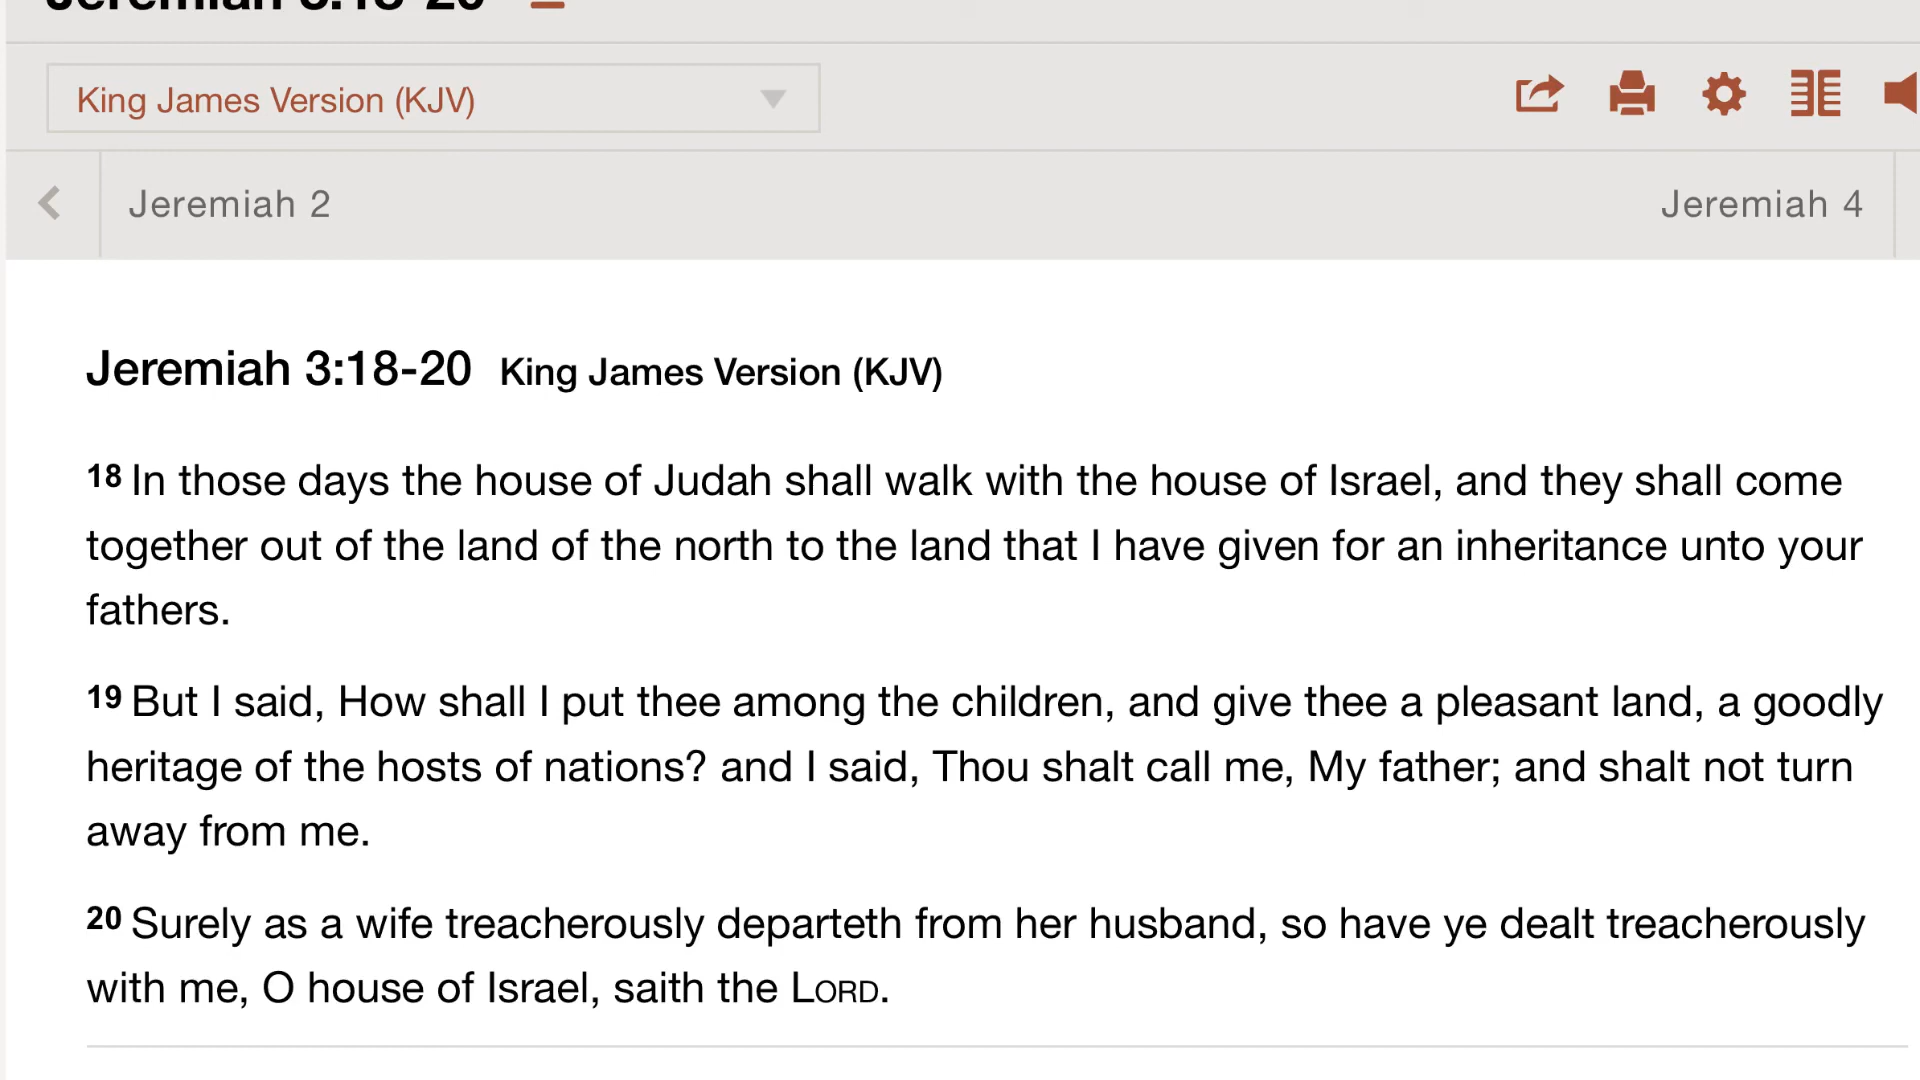 Jeremiah 3:18-20
King James Version (KJV)
Jeremiah 2
Jeremiah 4
Jeremiah 3:18-20 King James Version (KJV)
18 In those days the house of Judah shall walk with the house of Israel, and they shall come
together out of the land of the north to the land that I have given for an inheritance unto your
fathers.
19 But I said, How shall I put thee among the children, and give thee a pleasant land, a goodly
heritage of the hosts of nations? and I said, Thou shalt call me, My father; and shalt not turn
away from me.
20 Surely as a wife treacherously departeth from her husband, so have ye dealt treacherously
with me, O house of Israel, saith the LORD.